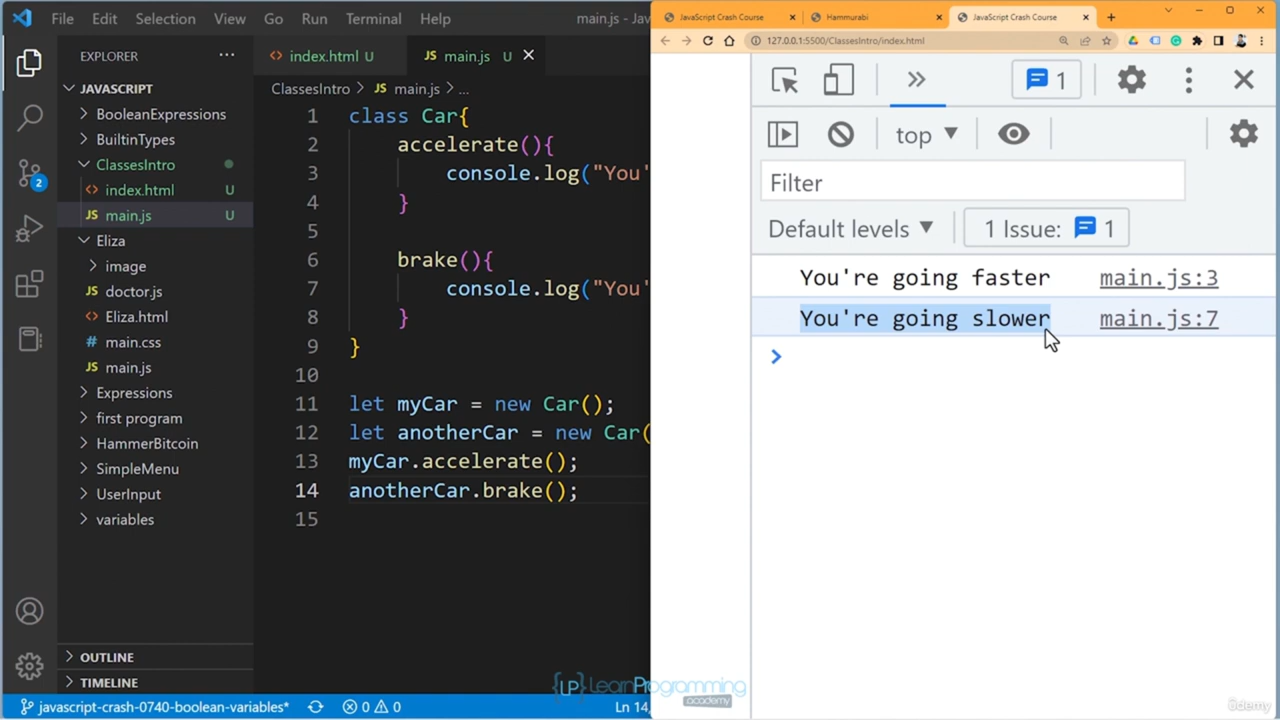 File Edit Selection View Go Run Terminal Help main.js - Jav
EXPLORER
JAVASCRIPT
BooleanExpressions
BuiltinTypes
ClassesIntro
index.html U
main.js U
Eliza
image
doctor.js
Eliza.html
main.css
main.js
Expressions
first program
HammerBitcoin
SimpleMenu
UserInput
variables
OUTLINE
TIMELINE
2
index.html U
main.js U
ClassesIntro > JS main.js > ...
1 class Car{
2 accelerate(){
3 console.log("You'
4 }
5
6 brake(){
7 console.log("You'
8 }
9 }
10
11 let myCar = new Car();
12 let anotherCar = new Car(
13 myCar.accelerate();
14 anotherCar.brake();
15
javascript-crash-0740-boolean-variables* 0 0 Ln 14,
JavaScript Crash Course
Hammurabi
JavaScript Crash Course
127.0.0.1:5500/ClassesIntro/index.html
1
top
Filter
Default levels 1 Issue: 1
You're going faster main.js:3
You're going slower main.js:7
{LP} LearnProgramming
academy
ûdemy